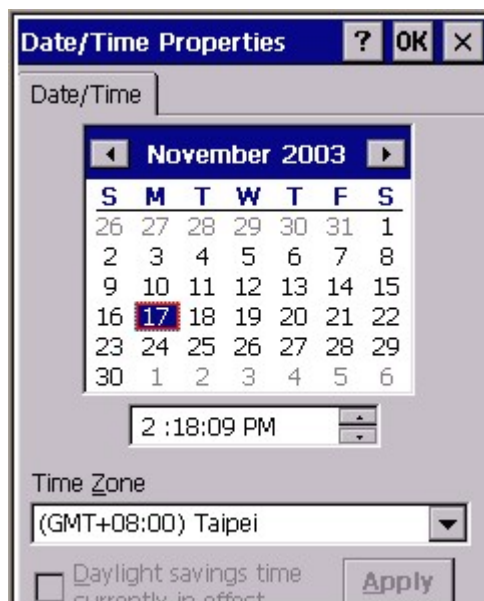 Date/Time Properties ? OK ×
Date/Time
November 2003
S M T W T F S
26 27 28 29 30 31 1
2 3 4 5 6 7 8
9 10 11 12 13 14 15
16 17 18 19 20 21 22
23 24 25 26 27 28 29
30 1 2 3 4 5 6
2 :18:09 PM
Time Zone
(GMT+08:00) Taipei
Daylight savings time
currently in effect
Apply